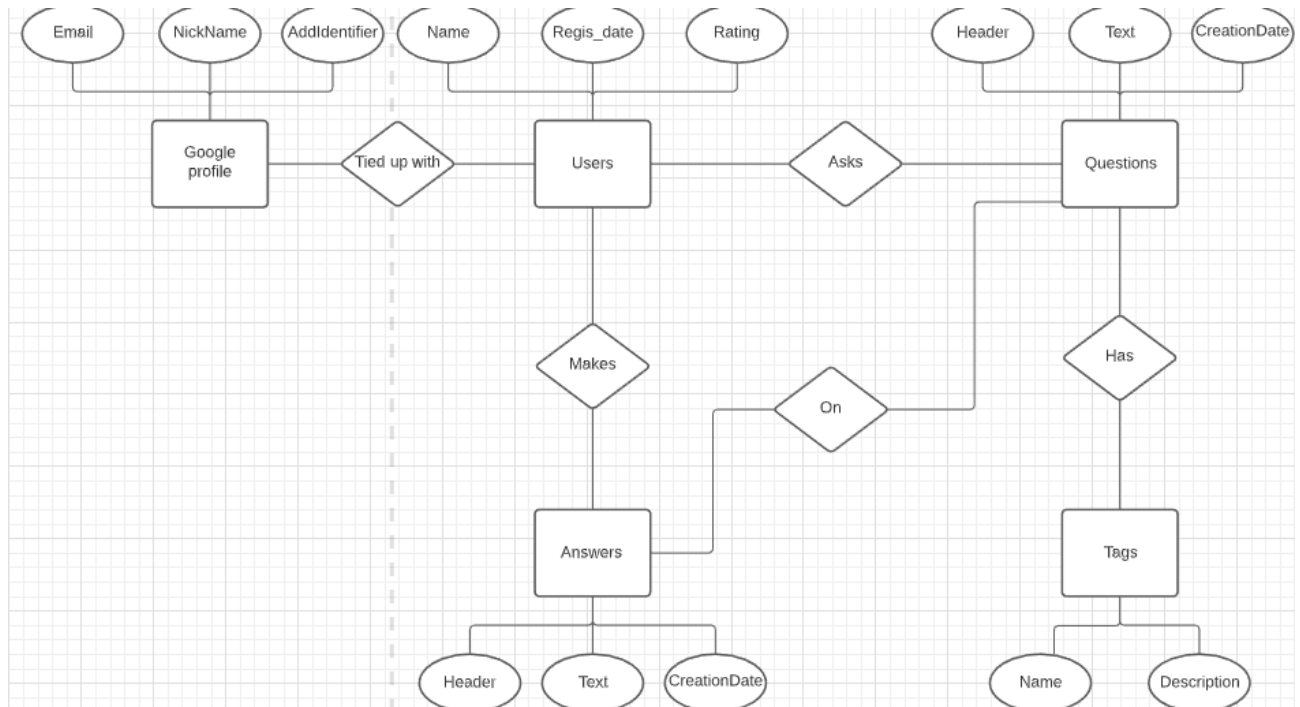 Email
NickName
AddIdentifier
Name
Regis_date
Rating
Header
Text
CreationDate
Google
profile
Tied up with
Users
Asks
Questions
Makes
Has
On
Answers
Tags
Header
Text
CreationDate
Name
Description